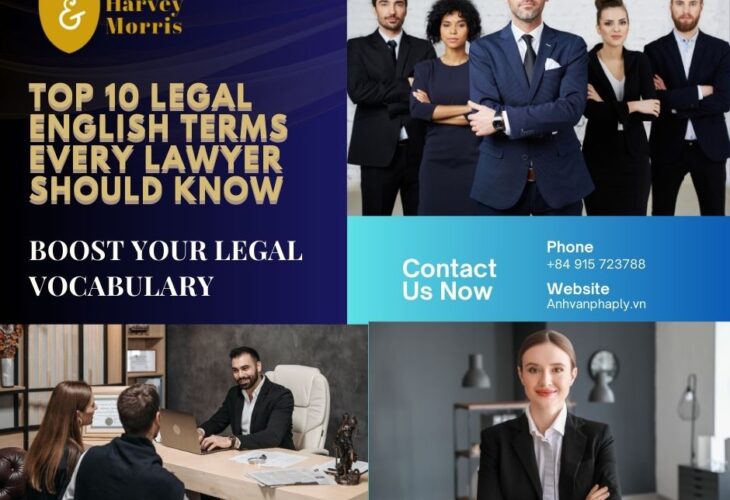 &
Harvey
Morris
TOP 10 LEGAL
ENGLISH TERMS
EVERY LAWYER
SHOULD KNOW
BOOST YOUR LEGAL
VOCABULARY
Contact
Us Now
Phone
+84 915 723788
Website
Anhvanphaply.vn